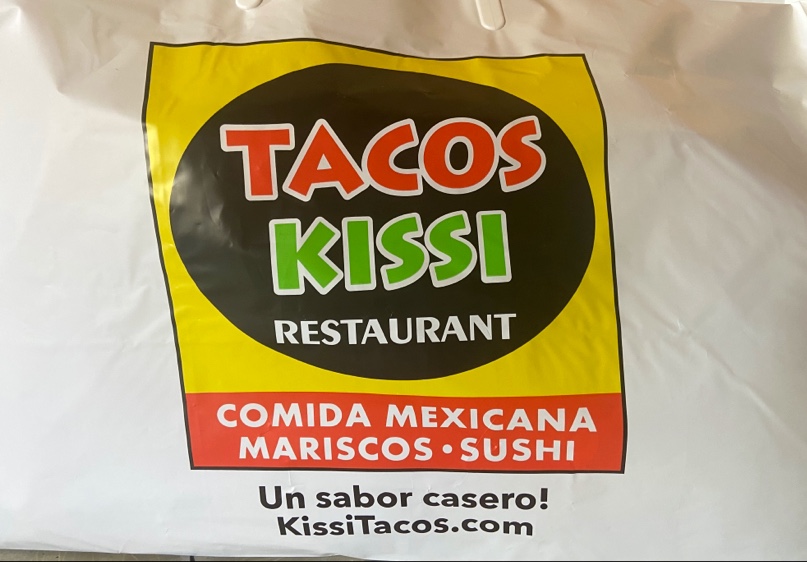 TACOS
KISSI
RESTAURANT
COMIDA MEXICANA
MARISCOS • SUSHI
Un sabor casero!
KissiTacos.com